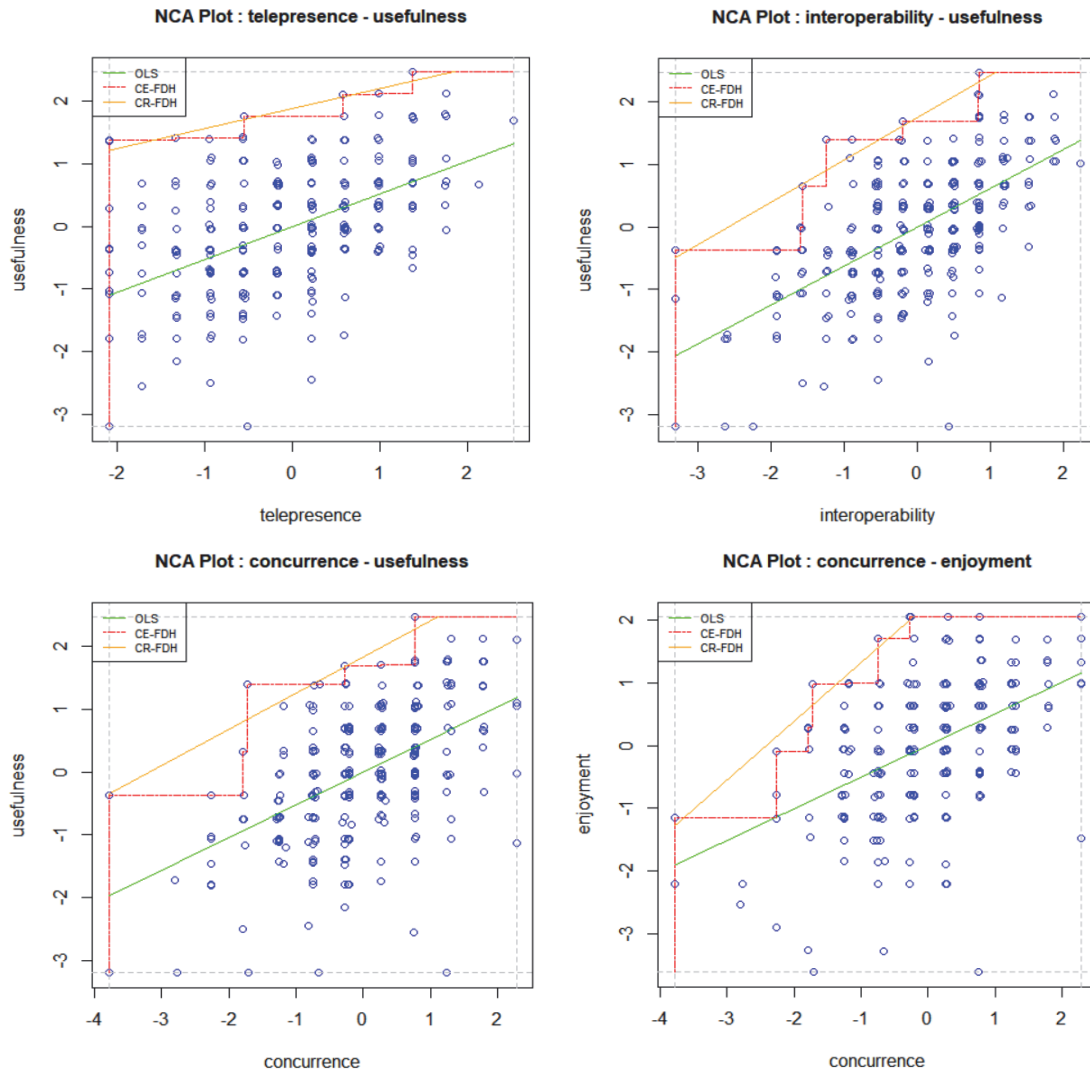 NCA Plot : telepresence - usefulness
OLS
CE-FDH
CR-FDH
usefulness
2
1
0
-1
-2
-3
-2 -1 0 1 2
telepresence
NCA Plot : interoperability - usefulness
OLS
CE-FDH
CR-FDH
usefulness
2
1
0
-1
-2
-3
-3 -2 -1 0 1 2
interoperability
NCA Plot : concurrence - usefulness
OLS
CE-FDH
CR-FDH
usefulness
2
1
0
-1
-2
-3
-4 -3 -2 -1 0 1 2
concurrence
NCA Plot : concurrence - enjoyment
OLS
CE-FDH
CR-FDH
enjoyment
2
1
0
-1
-2
-3
-4 -3 -2 -1 0 1 2
concurrence